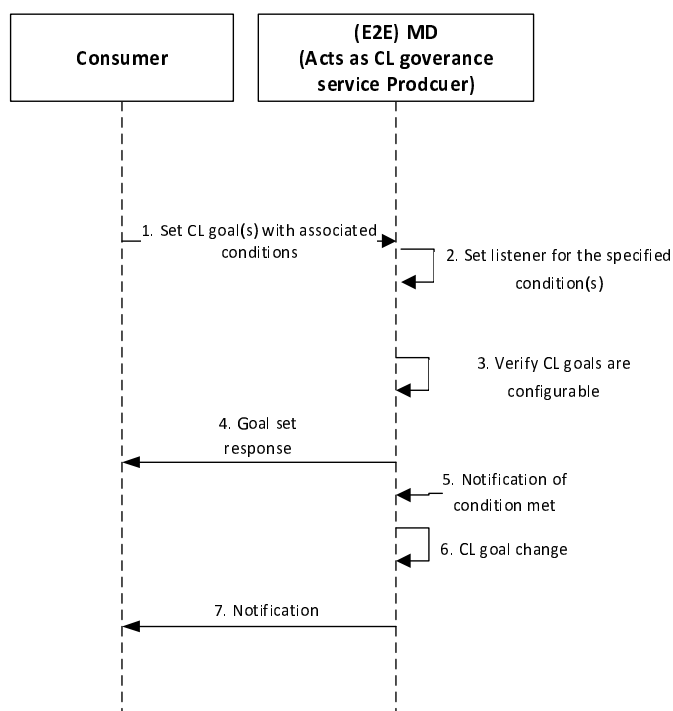 Consumer
(E2E) MD
(Acts as CL goverance
service Prodcuer)
1. Set CL goal(s) with associated
conditions
2. Set listener for the specified
condition(s)
3. Verify CL goals are
configurable
4. Goal set
response
5. Notification of
condition met
6. CL goal change
7. Notification